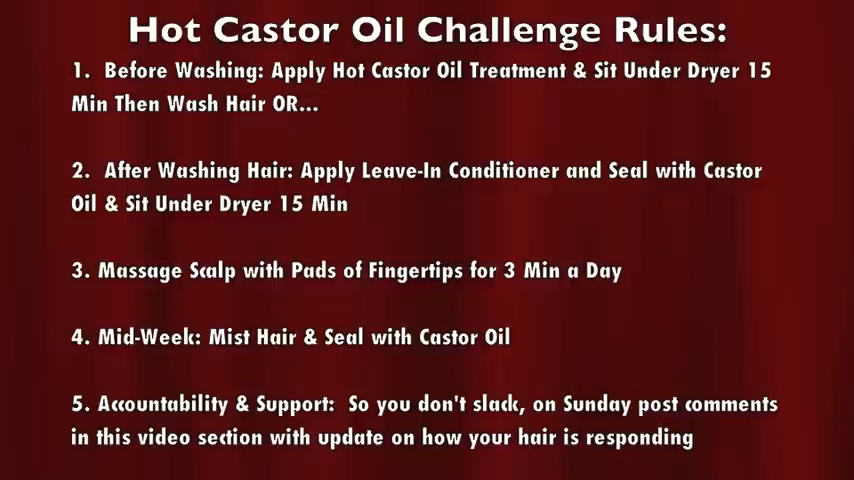 Hot Castor Oil Challenge Rules:
1.  Before Washing: Apply Hot Castor Oil Treatment & Sit Under Dryer 15
Min Then Wash Hair OR...
2.  After Washing Hair: Apply Leave-In Conditioner and Seal with Castor
Oil & Sit Under Dryer 15 Min
3. Massage Scalp with Pads of Fingertips for 3 Min a Day
4. Mid-Week: Mist Hair & Seal with Castor Oil
5. Accountability & Support:  So you don't slack, on Sunday post comments
in this video section with update on how your hair is responding